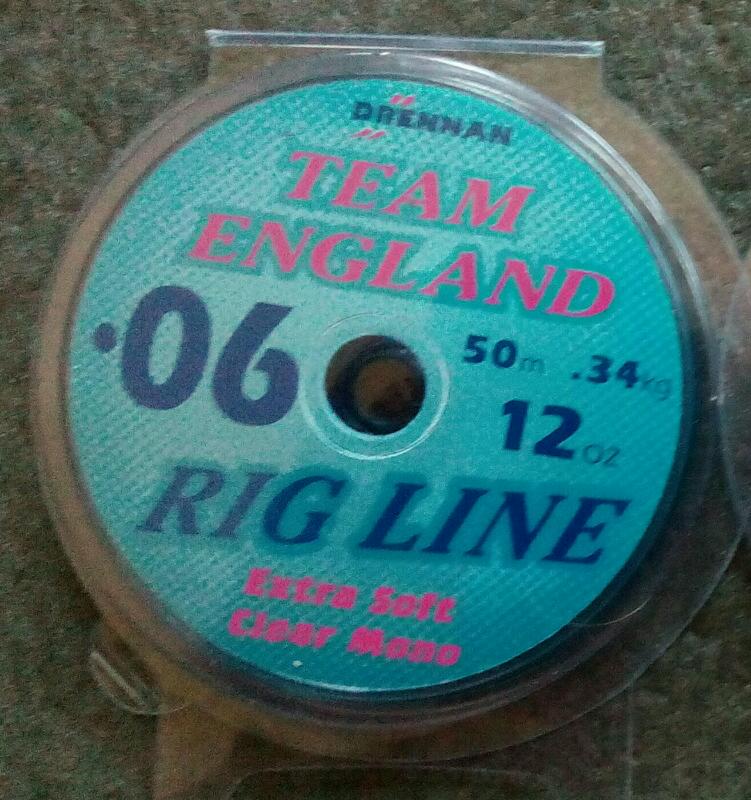 DRENNAN
TEAM
ENGLAND
.06
50m .34kg
12oz
RIG LINE
Extra Soft
Clear Mono